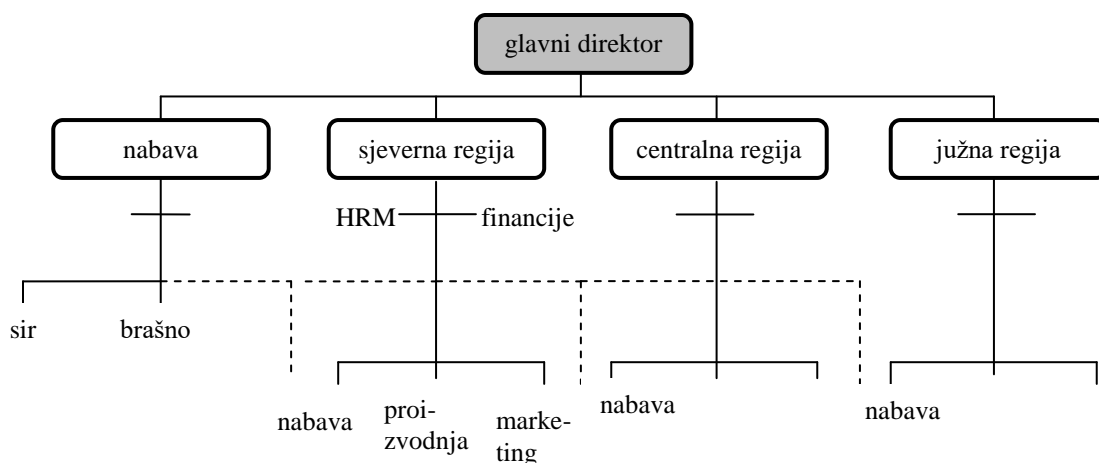 glavni direktor
nabava
sjeverna regija
centralna regija
južna regija
HRM
financije
sir
brašno
nabava
proi-
zvodnja
marke-
ting
nabava
nabava